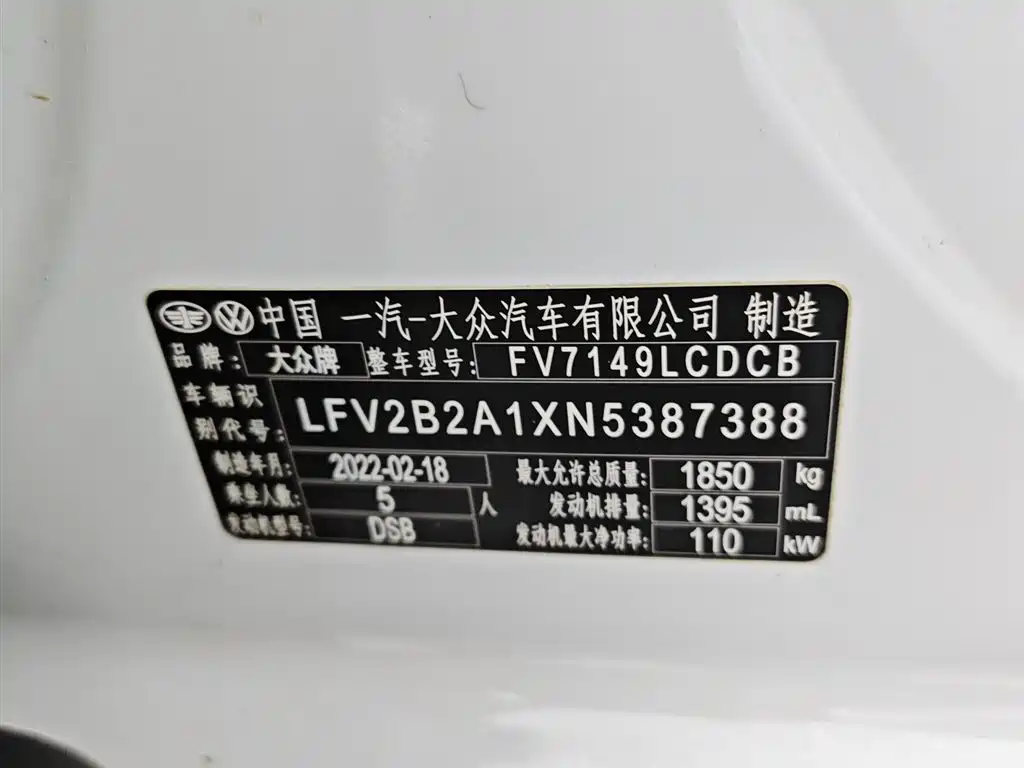 中国 一汽-大众汽车有限公司 制造
品牌: 大众牌 整车型号: FV7149LCDCB
车辆识
别代号: LFV2B2A1XN5387388
制造年月: 2022-02-18 最大允许总质量: 1850 kg
乘坐人数: 5 人 发动机排量: 1395 mL
发动机型号: DSB 发动机最大净功率: 110 kW